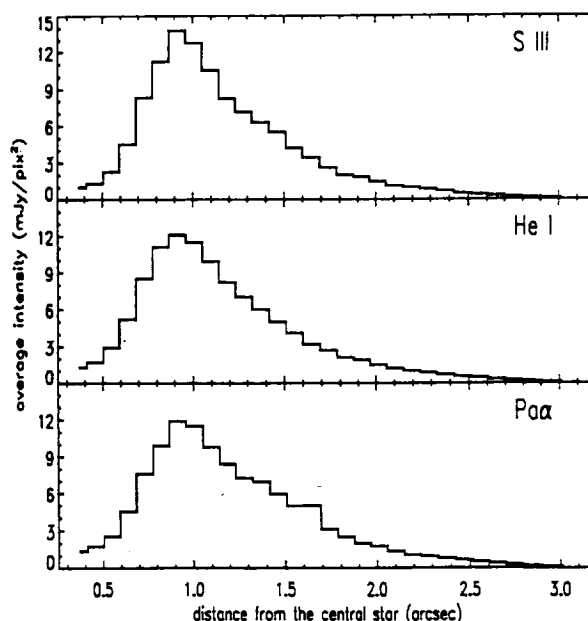 15
12
9
6
3
0
S III
12
9
6
3
0
He I
12
9
6
3
0
Paα
average intensity (mJy/pix²)
0.5 1.0 1.5 2.0 2.5 3.0
distance from the central star (arcsec)